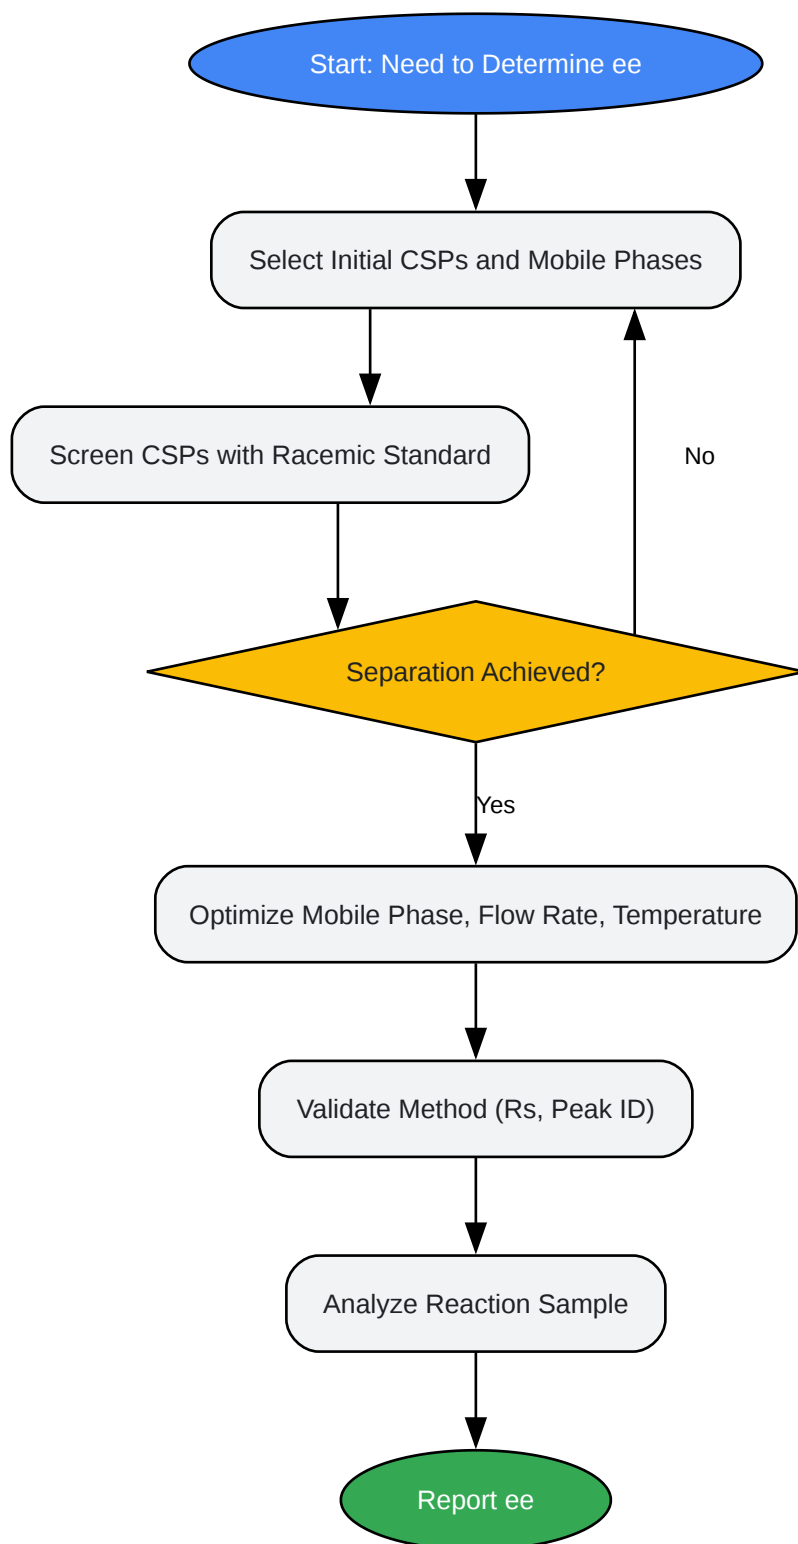 Start: Need to Determine ee
Select Initial CSPs and Mobile Phases
Screen CSPs with Racemic Standard
No
Separation Achieved?
Yes
Optimize Mobile Phase, Flow Rate, Temperature
Validate Method (Rs, Peak ID)
Analyze Reaction Sample
Report ee